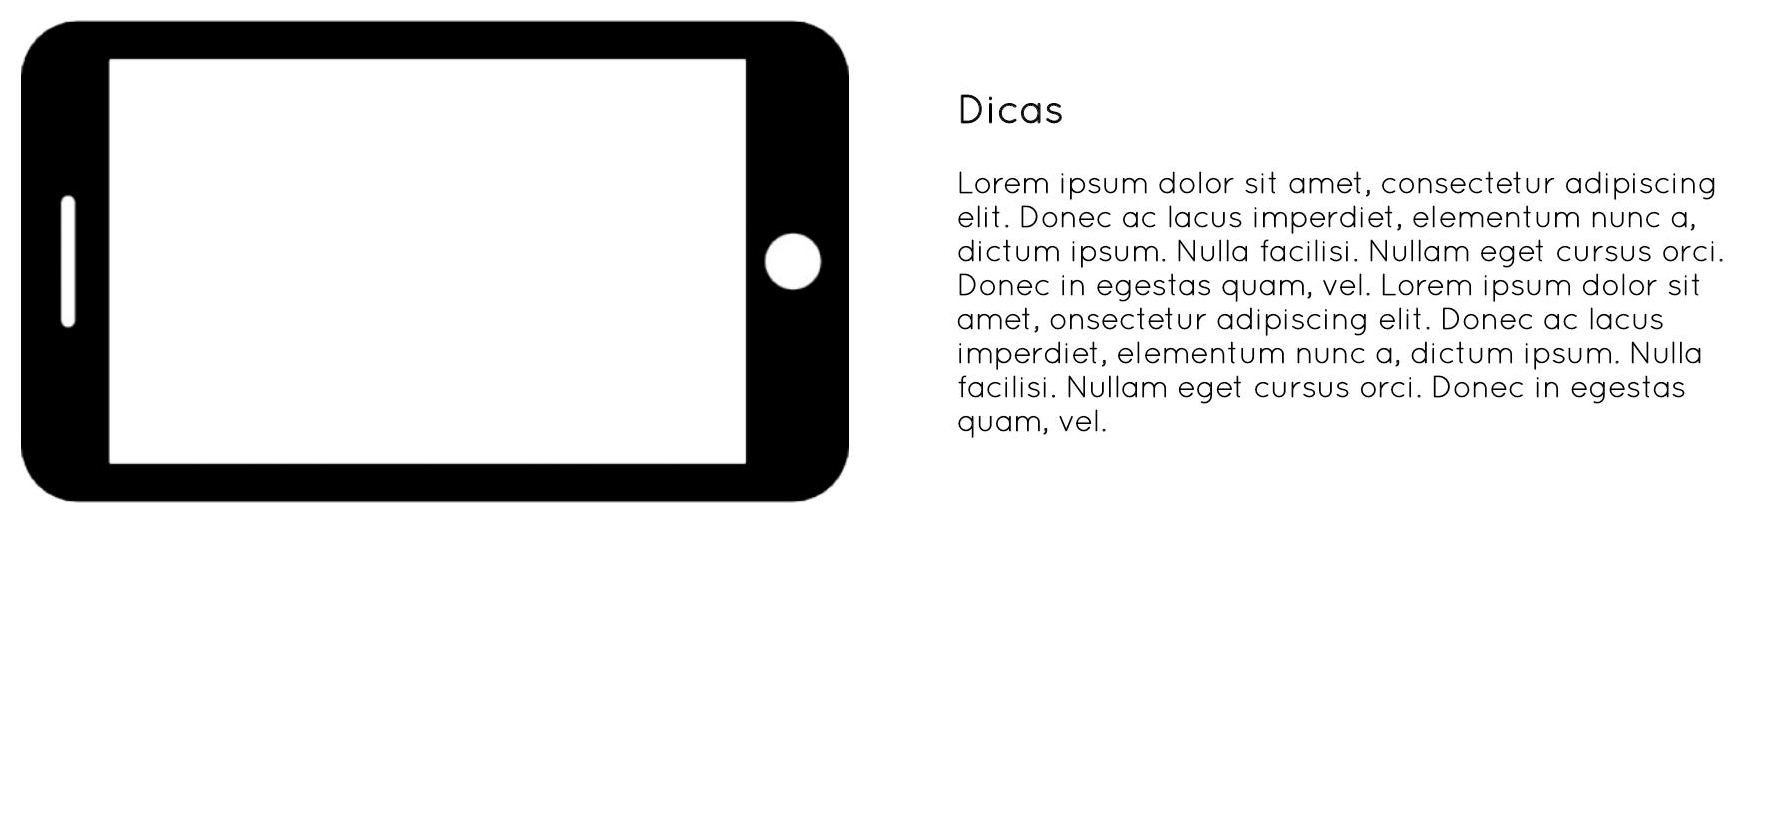 Dicas
Lorem ipsum dolor sit amet, consectetur adipiscing
elit. Donec ac lacus imperdiet, elementum nunc a,
dictum ipsum. Nulla facilisi. Nullam eget cursus orci.
Donec in egestas quam, vel. Lorem ipsum dolor sit
amet, onsectetur adipiscing elit. Donec ac lacus
imperdiet, elementum nunc a, dictum ipsum. Nulla
facilisi. Nullam eget cursus orci. Donec in egestas
quam, vel.